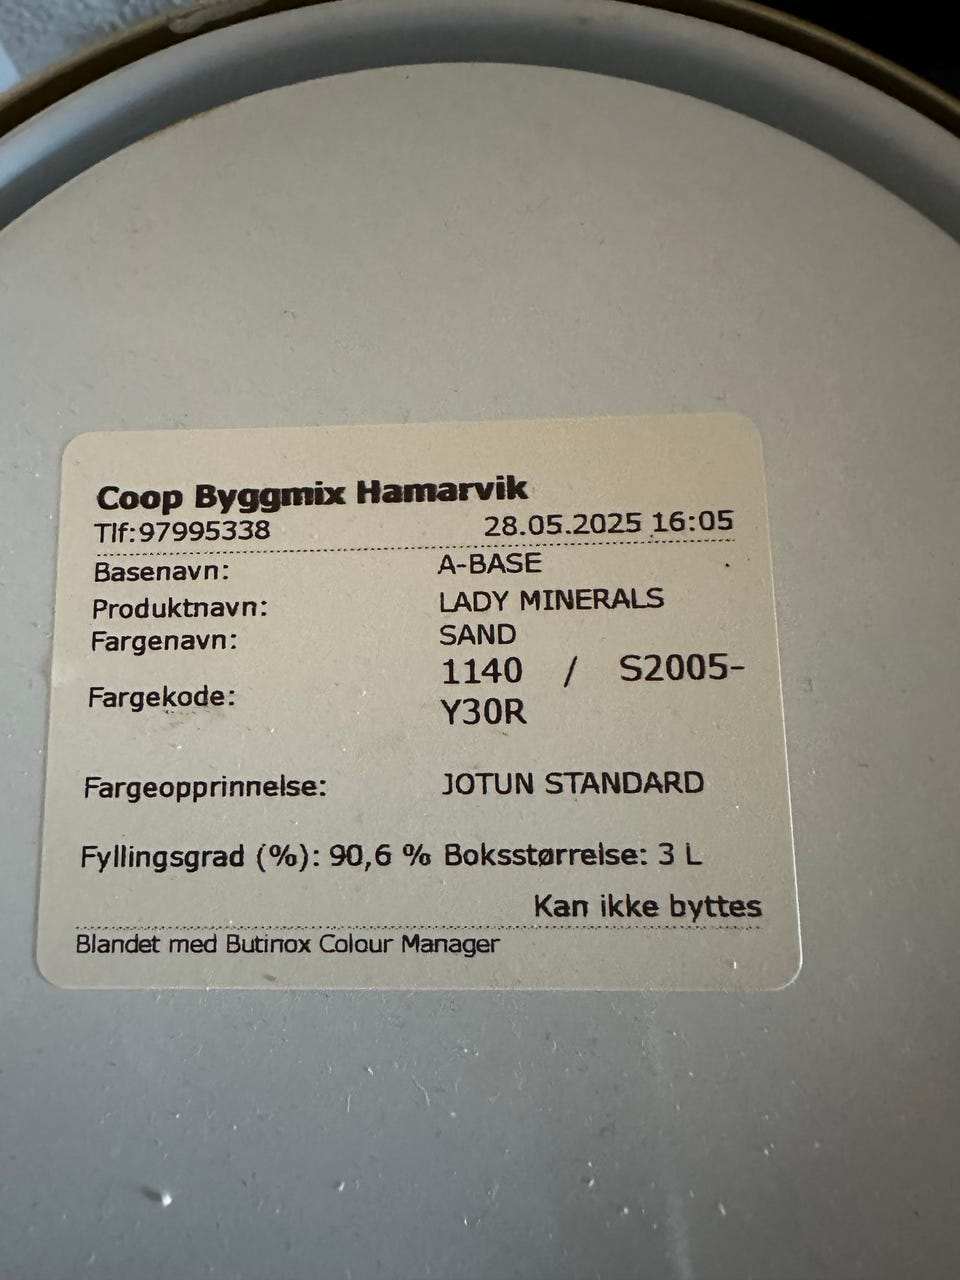 Coop Byggmix Hamarvik
Tlf:97995338 28.05.2025 16:05
Basenavn: A-BASE
Produktnavn: LADY MINERALS
Fargenavn: SAND
Fargekode: 1140 / S2005-
Y30R
Fargeopprinnelse: JOTUN STANDARD
Fyllingsgrad (%): 90,6 % Boksstørrelse: 3 L
Kan ikke byttes
Blandet med Butinox Colour Manager